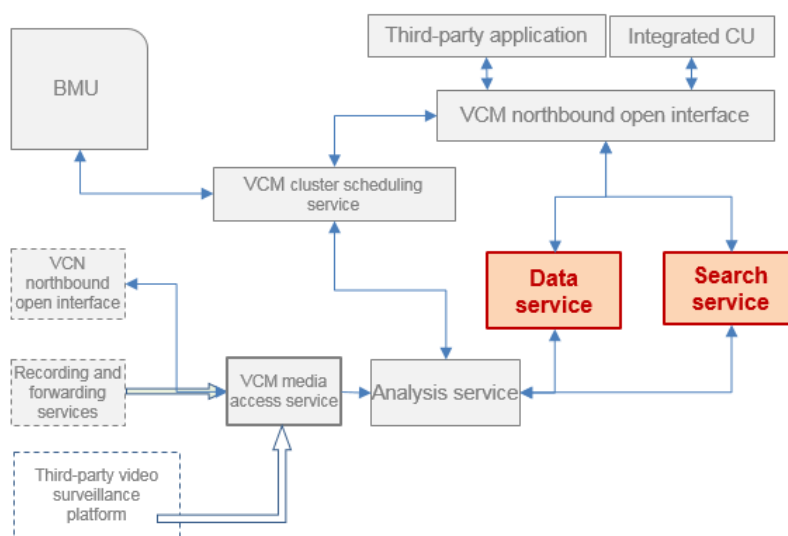 Third-party application
Integrated CU
BMU
VCM northbound open interface
VCM cluster scheduling
service
VCN
northbound
open interface
Data
service
Search
service
Recording and
forwarding
services
VCM media
access service
Analysis service
Third-party video
surveillance
platform